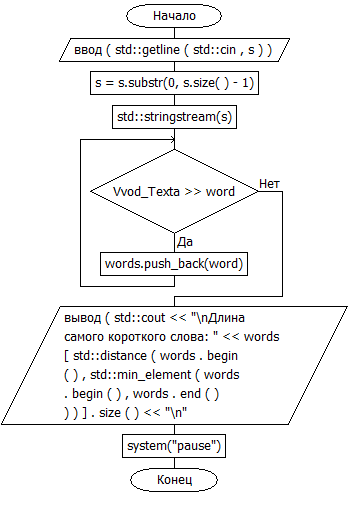 Начало
ввод ( std::getline ( std::cin , s ) )
s = s.substr(0, s.size( ) - 1)
std::stringstream(s)
Vvod_Texta >> word
Нет
Да
words.push_back(word)
вывод ( std::cout << "\nДлина
самого короткого слова: " << words
[ std::distance ( words . begin
( ) , std::min_element ( words
. begin ( ) , words . end ( )
) ) ] . size ( ) << "\n"
system("pause")
Конец